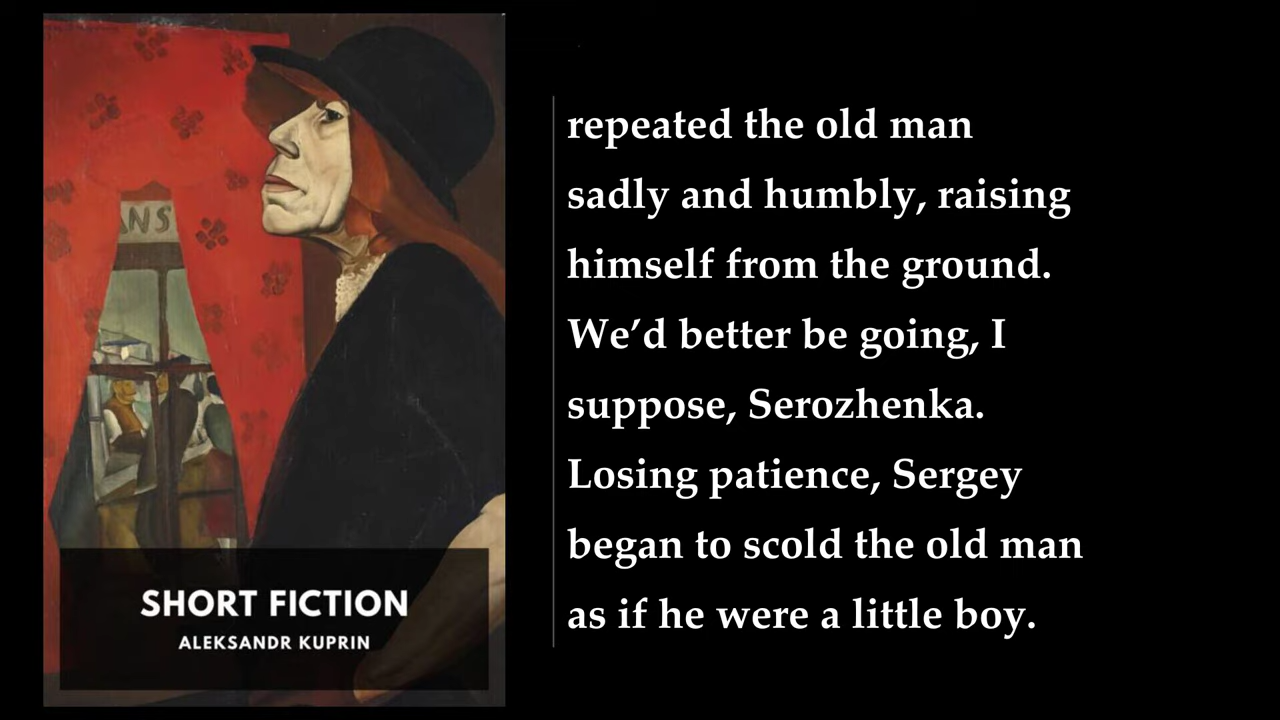 ANS
SHORT FICTION
ALEKSANDR KUPRIN
repeated the old man
sadly and humbly, raising
himself from the ground.
We’d better be going, I
suppose, Serozhenka.
Losing patience, Sergey
began to scold the old man
as if he were a little boy.